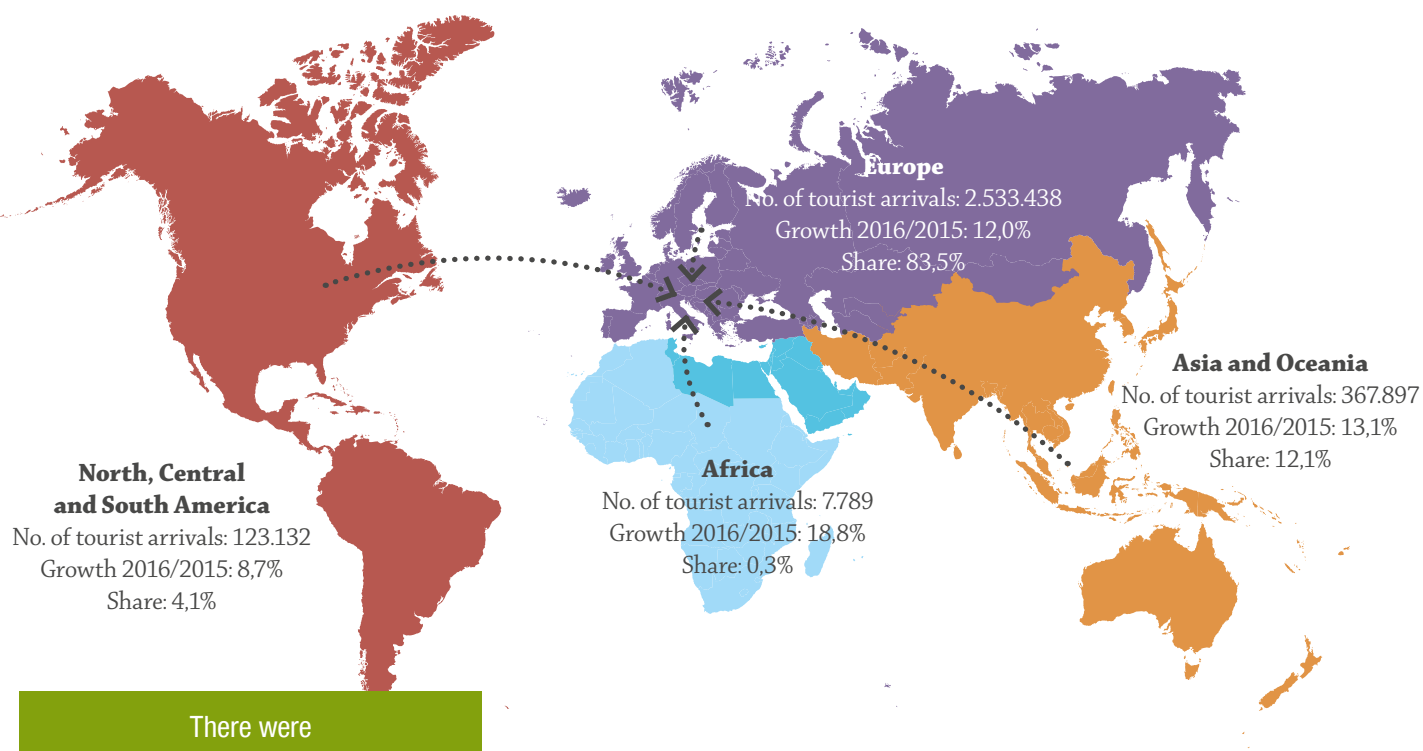 Europe
No. of tourist arrivals: 2.533.438
Growth 2016/2015: 12,0%
Share: 83,5%
Asia and Oceania
No. of tourist arrivals: 367.897
Growth 2016/2015: 13,1%
Share: 12,1%
Africa
No. of tourist arrivals: 7.789
Growth 2016/2015: 18,8%
Share: 0,3%
North, Central
and South America
No. of tourist arrivals: 123.132
Growth 2016/2015: 8,7%
Share: 4,1%
There were